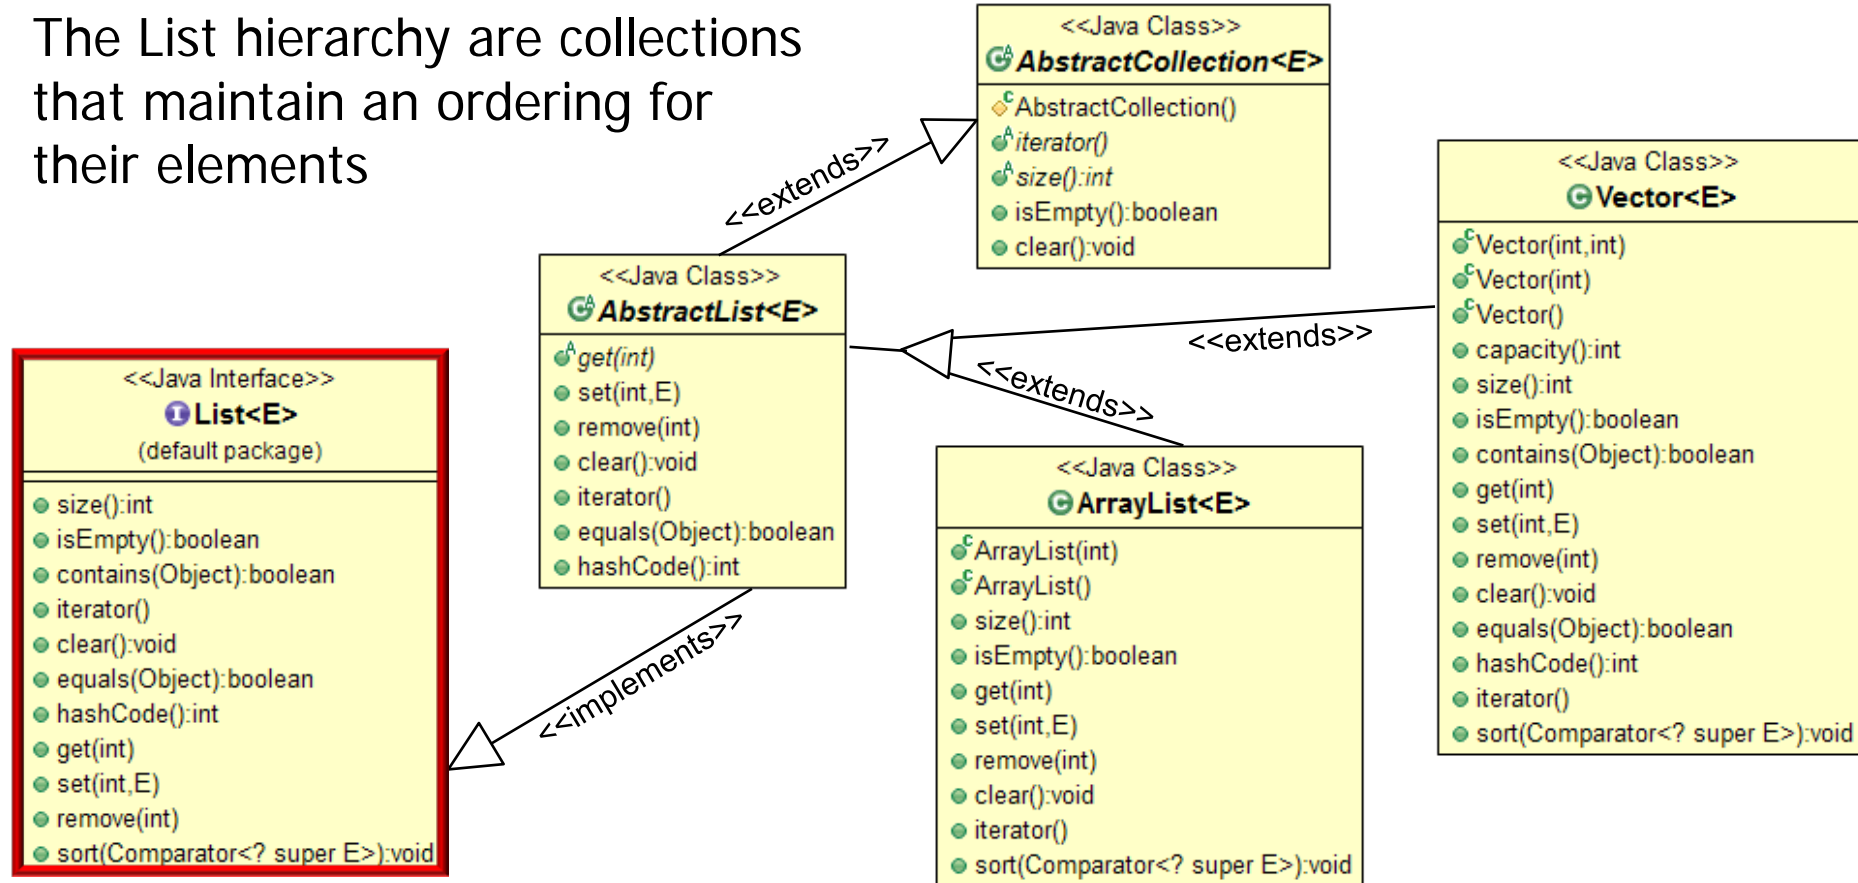 The List hierarchy are collections
that maintain an ordering for
their elements
<<Java Class>>
AbstractCollection<E>
AbstractCollection()
iterator()
size():int
isEmpty():boolean
clear():void
<<extends>>
<<Java Class>>
Vector<E>
Vector(int,int)
Vector(int)
Vector()
capacity():int
size():int
isEmpty():boolean
contains(Object):boolean
get(int)
set(int,E)
remove(int)
clear():void
equals(Object):boolean
hashCode():int
iterator()
sort(Comparator<? super E>):void
<<Java Class>>
AbstractList<E>
get(int)
set(int,E)
remove(int)
clear():void
iterator()
equals(Object):boolean
hashCode():int
<<extends>>
<<extends>>
<<Java Interface>>
List<E>
(default package)
size():int
isEmpty():boolean
contains(Object):boolean
iterator()
clear():void
equals(Object):boolean
hashCode():int
get(int)
set(int,E)
remove(int)
sort(Comparator<? super E>):void
<<implements>>
<<Java Class>>
ArrayList<E>
ArrayList(int)
ArrayList()
size():int
isEmpty():boolean
get(int)
set(int,E)
remove(int)
clear():void
iterator()
sort(Comparator<? super E>):void